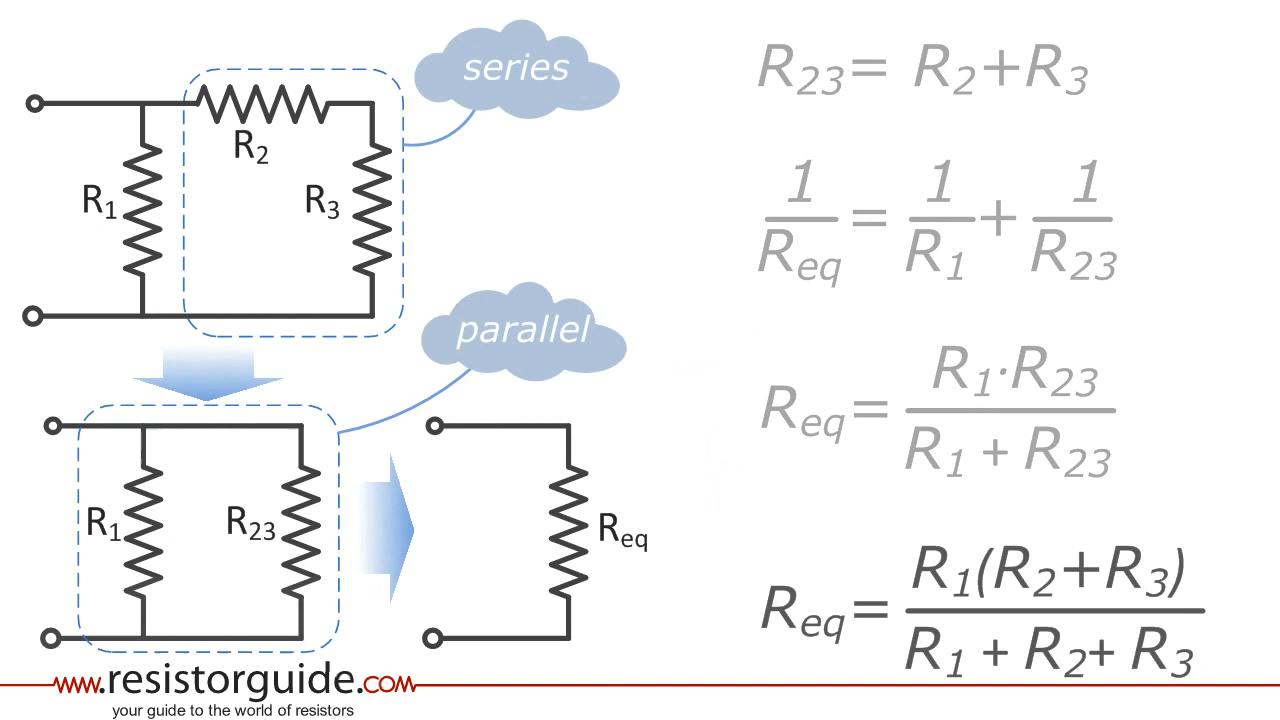 series
R2
R1
R3
parallel
R1
R23
Req
R23= R2+R3
1/Req = 1/R1 + 1/R23
Req= R1·R23/R1 + R23
Req= R1(R2+R3)/R1 + R2+ R3
www.resistorguide.com
your guide to the world of resistors